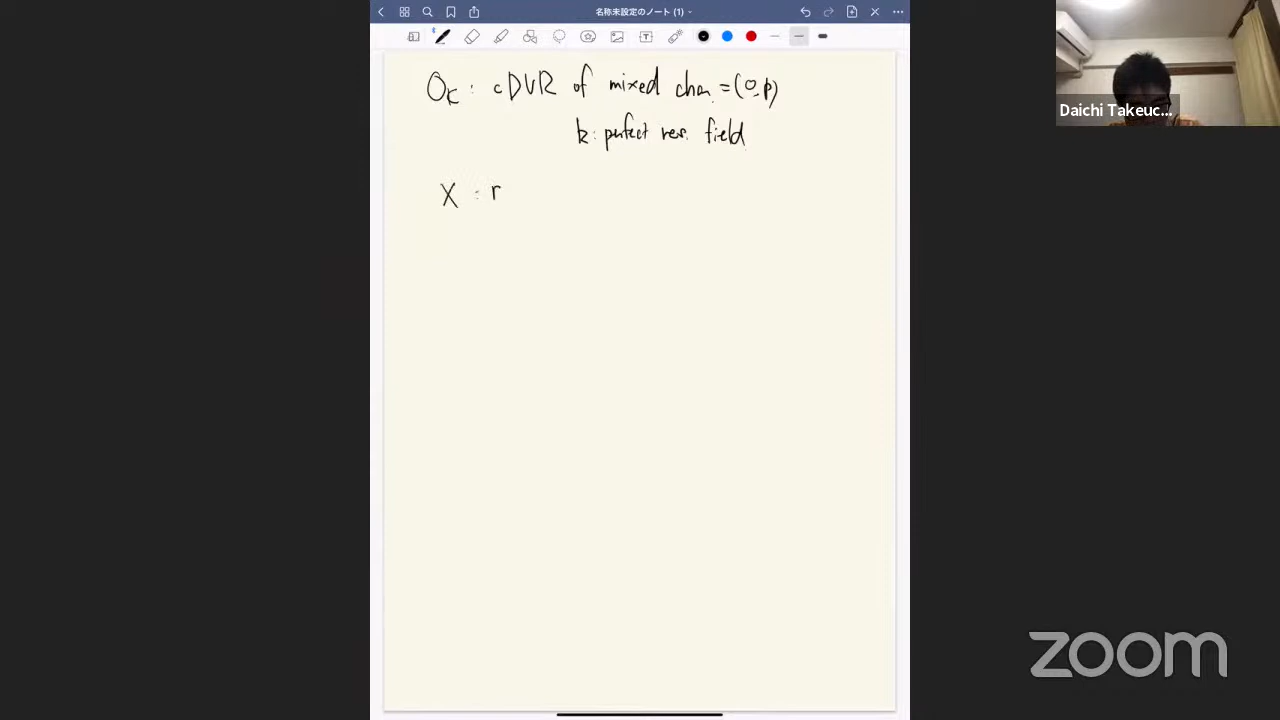 名称未設定のノート (1)
O_K : cDVR of mixed char. = (0, p)
k : perfect res. field
X : r
Daichi Takeuc...
zoom